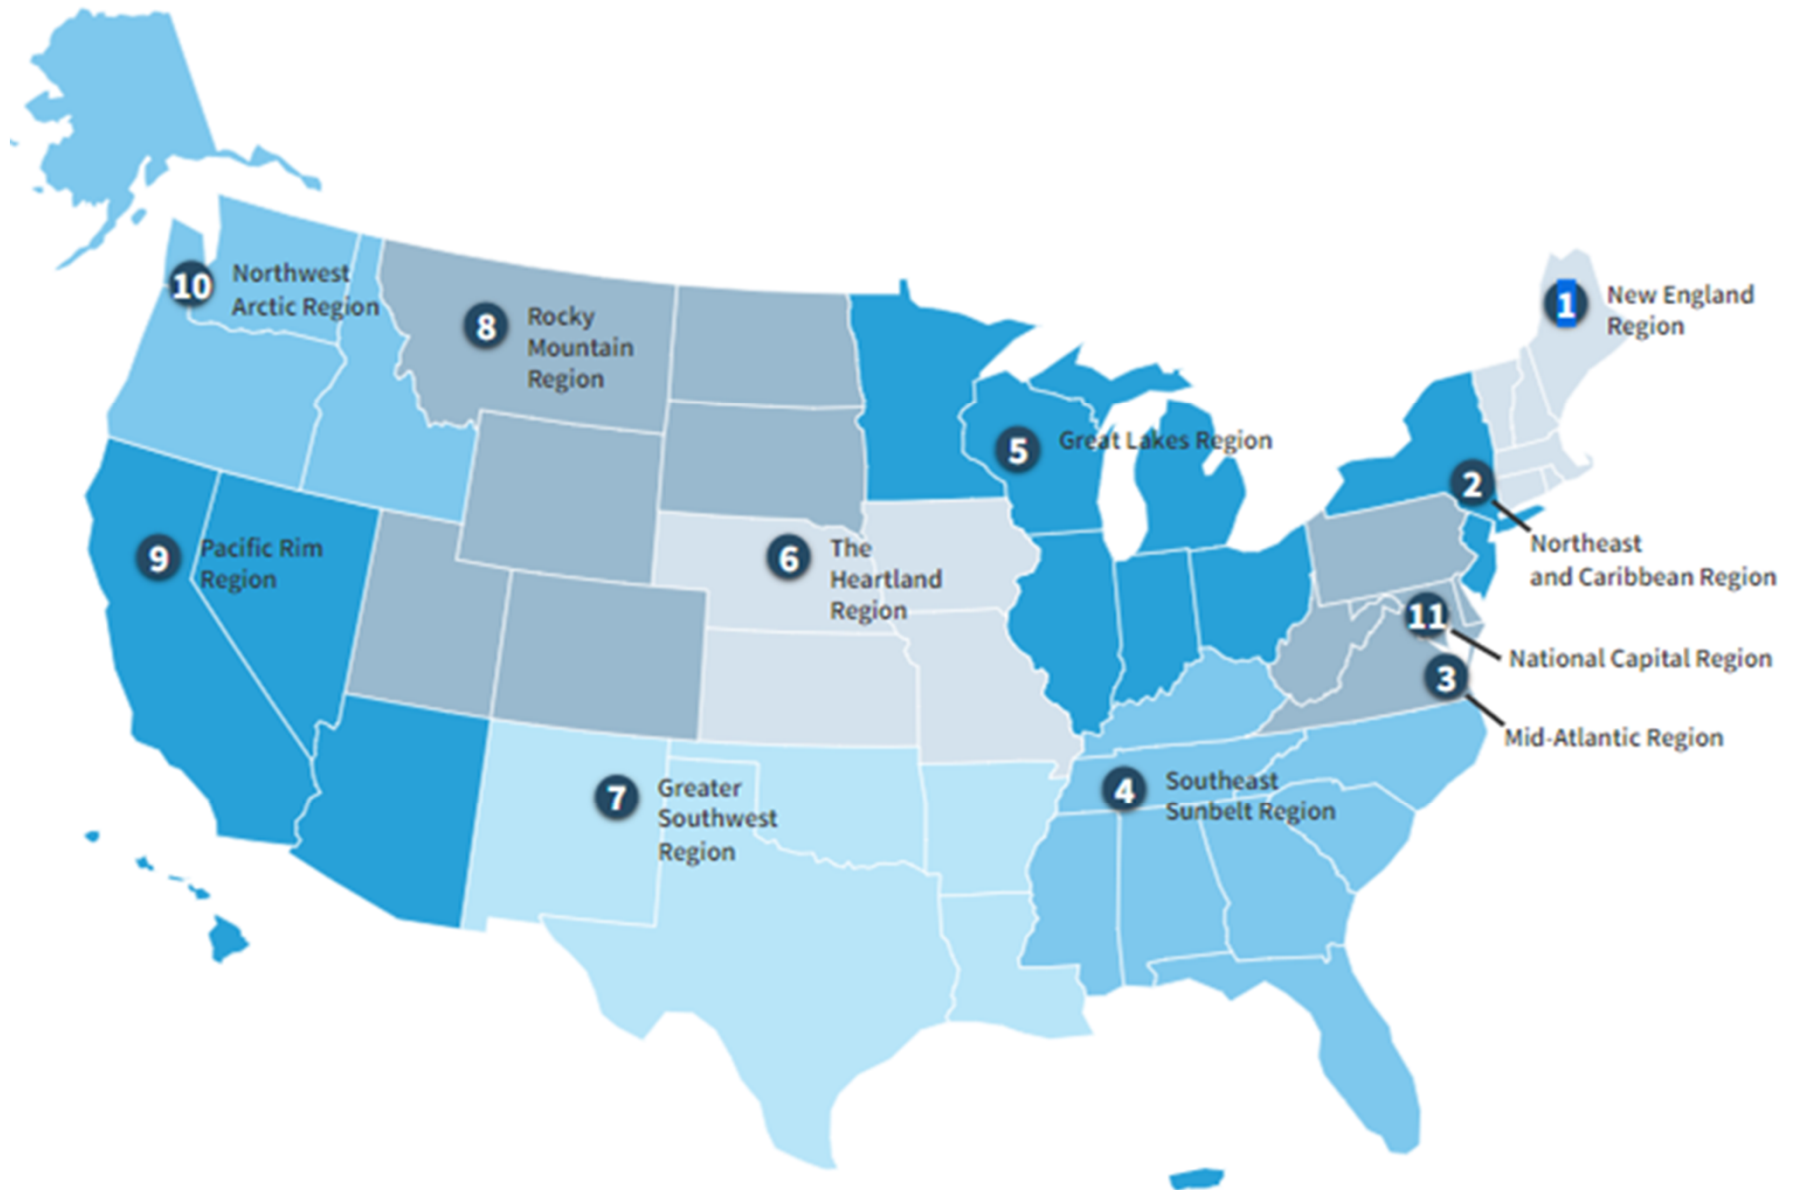 10
Northwest
Arctic Region
8
Rocky
Mountain
Region
1
New England
Region
5
Great Lakes Region
2
Northeast
and Caribbean Region
9
Pacific Rim
Region
6
The
Heartland
Region
11
National Capital Region
3
Mid-Atlantic Region
7
Greater
Southwest
Region
4
Southeast
Sunbelt Region